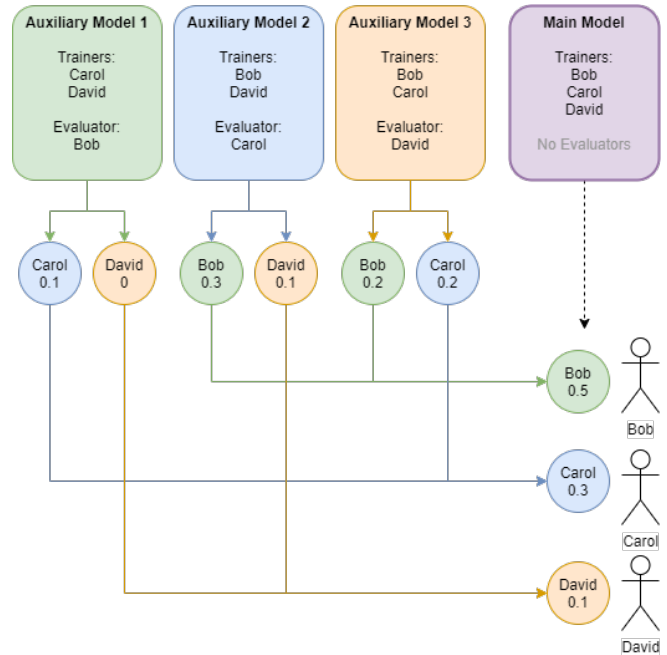 Auxiliary Model 1
Trainers:
Carol
David
Evaluator:
Bob
Auxiliary Model 2
Trainers:
Bob
David
Evaluator:
Carol
Auxiliary Model 3
Trainers:
Bob
Carol
Evaluator:
David
Main Model
Trainers:
Bob
Carol
David
No Evaluators
Carol
0.1
David
0
Bob
0.3
David
0.1
Bob
0.2
Carol
0.2
Bob
0.5
Bob
Carol
0.3
Carol
David
0.1
David